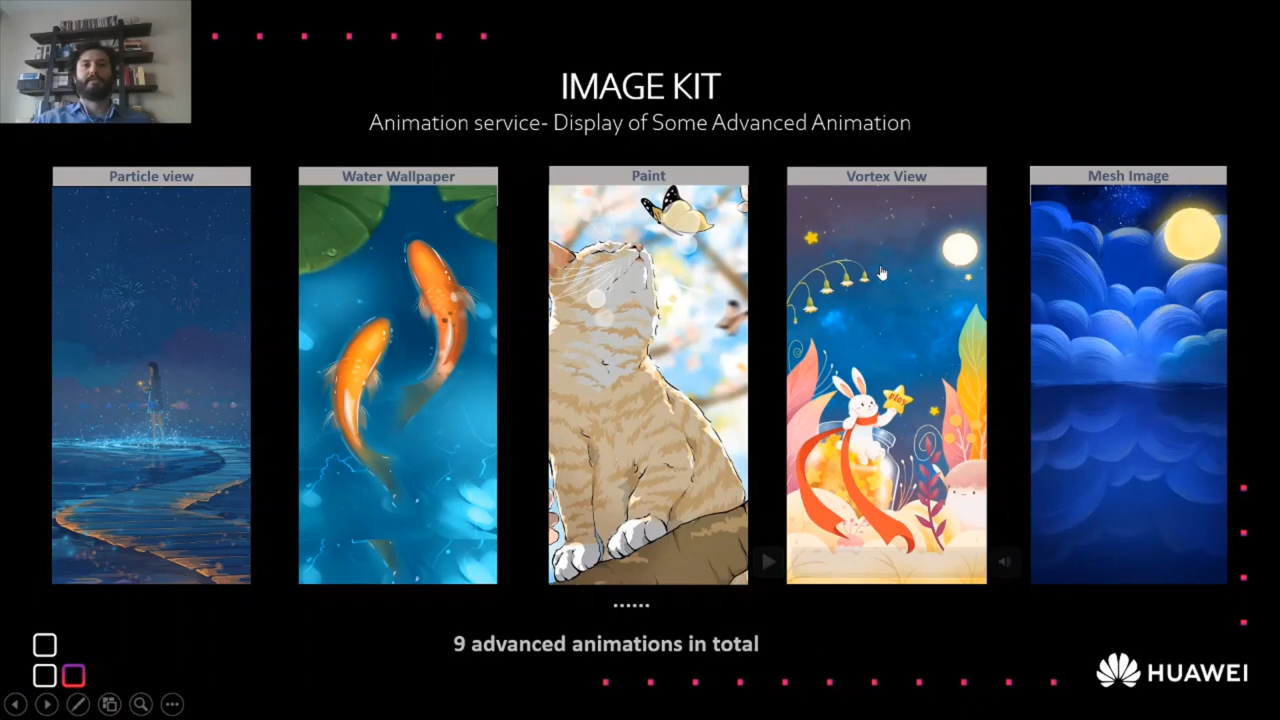 IMAGE KIT
Animation service- Display of Some Advanced Animation
Particle view
Water Wallpaper
Paint
Vortex View
Mesh Image
play
......
9 advanced animations in total
HUAWEI